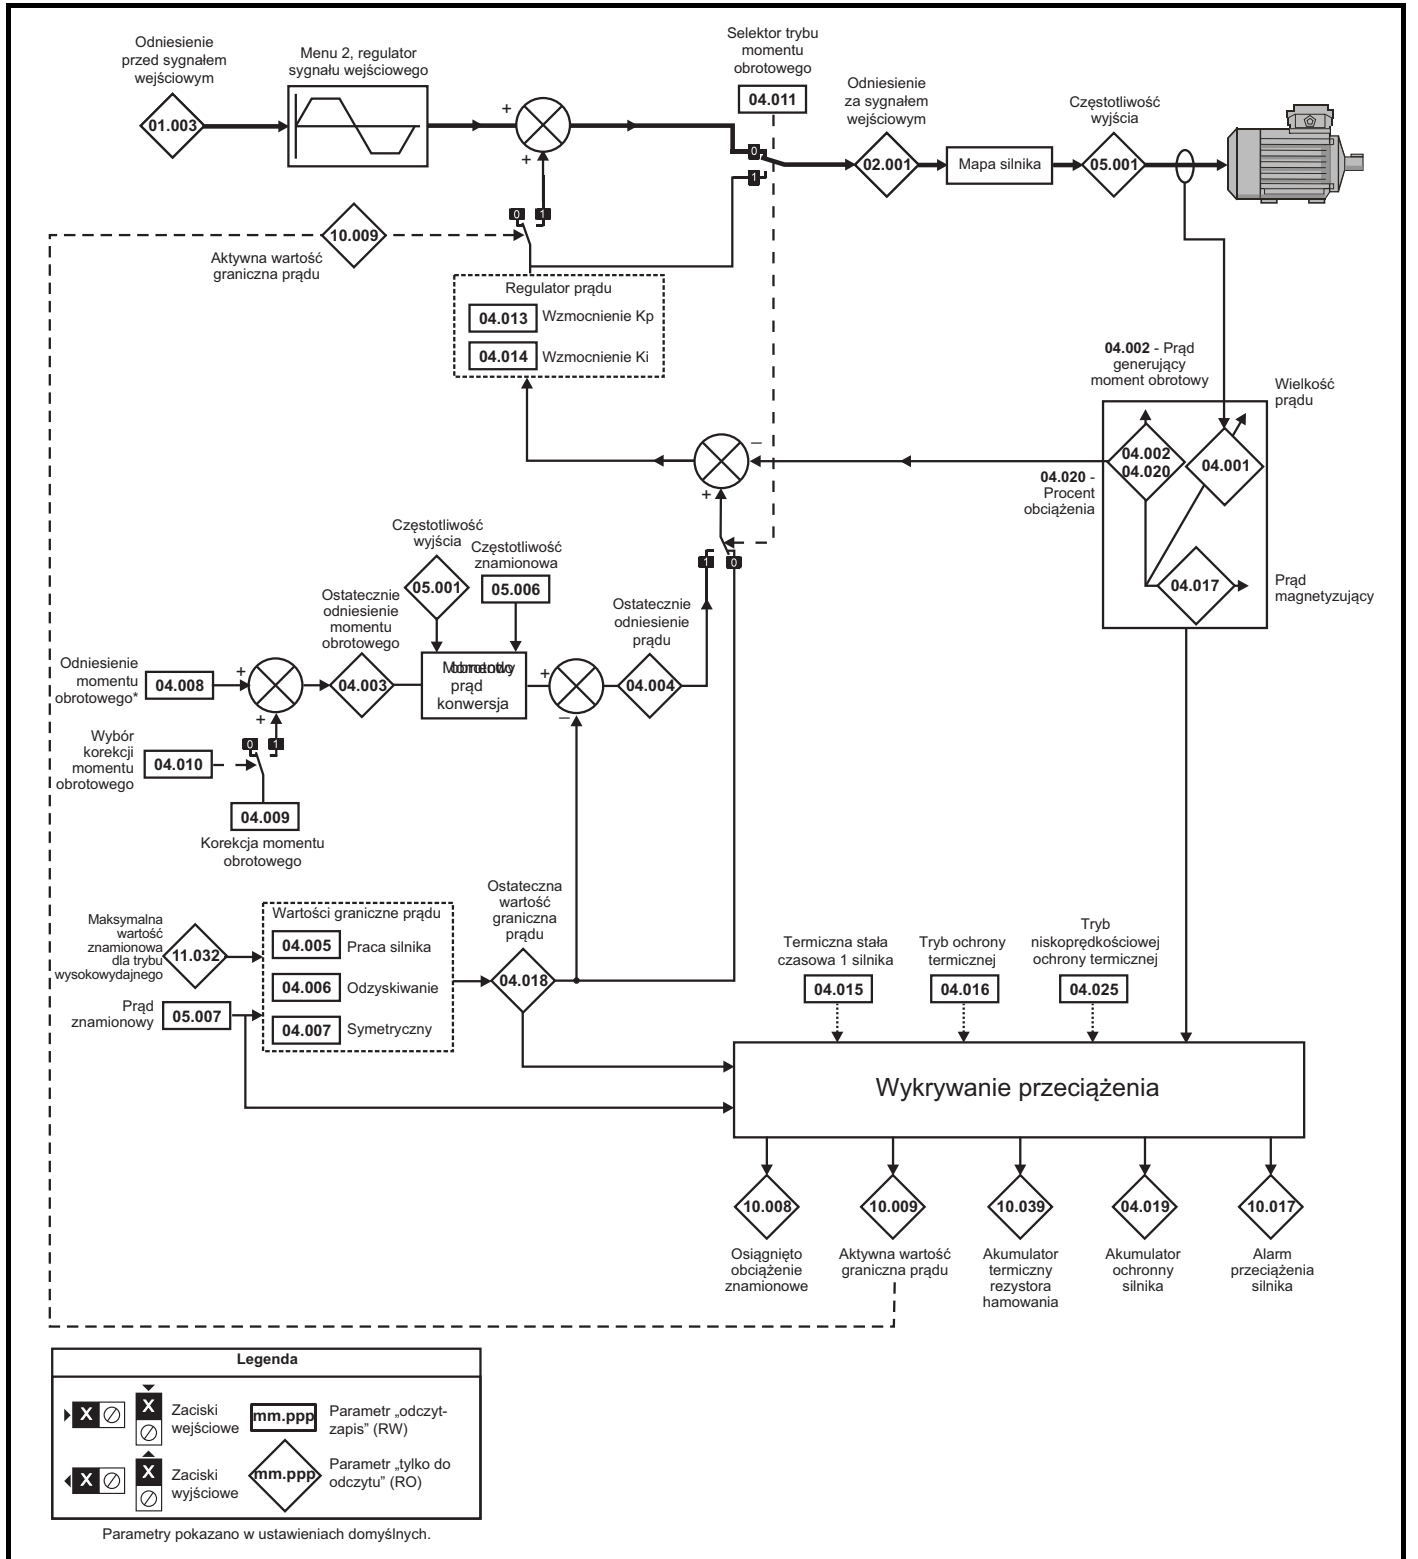 Odniesienie
przed sygnałem
wejściowym
01.003
Menu 2, regulator
sygnału wejściowego
+
+
Selektor trybu
momentu
obrotowego
04.011
0
1
Odniesienie
za sygnałem
wejściowym
02.001
Mapa silnika
Częstotliwość
wyjścia
05.001
0
1
10.009
Aktywna wartość
graniczna prądu
Regulator prądu
04.013
Wzmocnienie Kp
04.014
Wzmocnienie Ki
04.002 - Prąd
generujący
moment obrotowy
Wielkość
prądu
04.002
04.020
04.001
04.020 -
Procent
obciążenia
04.017
Prąd
magnetyzujący
–
+
1
0
Częstotliwość
wyjścia
05.001
Częstotliwość
znamionowa
05.006
Ostatecznie
odniesienie
momentu
obrotowego
04.003
Ostatecznie
odniesienie
prądu
04.004
Odniesienie
momentu
obrotowego*
04.008
+
+
prąd
konwersja
+
–
Wybór
korekcji
momentu
obrotowego
04.010
0
1
04.009
Korekcja momentu
obrotowego
Maksymalna
wartość
znamionowa
dla trybu
wysokowydajnego
11.032
Prąd
znamionowy
05.007
Wartości graniczne prądu
04.005
Praca silnika
04.006
Odzyskiwanie
04.007
Symetryczny
Ostateczna
wartość
graniczna
prądu
04.018
Termiczna stała
czasowa 1 silnika
04.015
Tryb ochrony
termicznej
04.016
Tryb
niskoprędkościowej
ochrony termicznej
04.025
Wykrywanie przeciążenia
10.008
Osiągnięto
obciążenie
znamionowe
10.009
Aktywna wartość
graniczna prądu
10.039
Akumulator
termiczny
rezystora
hamowania
04.019
Akumulator
ochronny
silnika
10.017
Alarm
przeciążenia
silnika
Legenda
X
X
Zaciski
wejściowe
mm.ppp
Parametr „odczyt-
zapis” (RW)
X
X
Zaciski
wyjściowe
mm.ppp
Parametr „tylko do
odczytu” (RO)
Parametry pokazano w ustawieniach domyślnych.